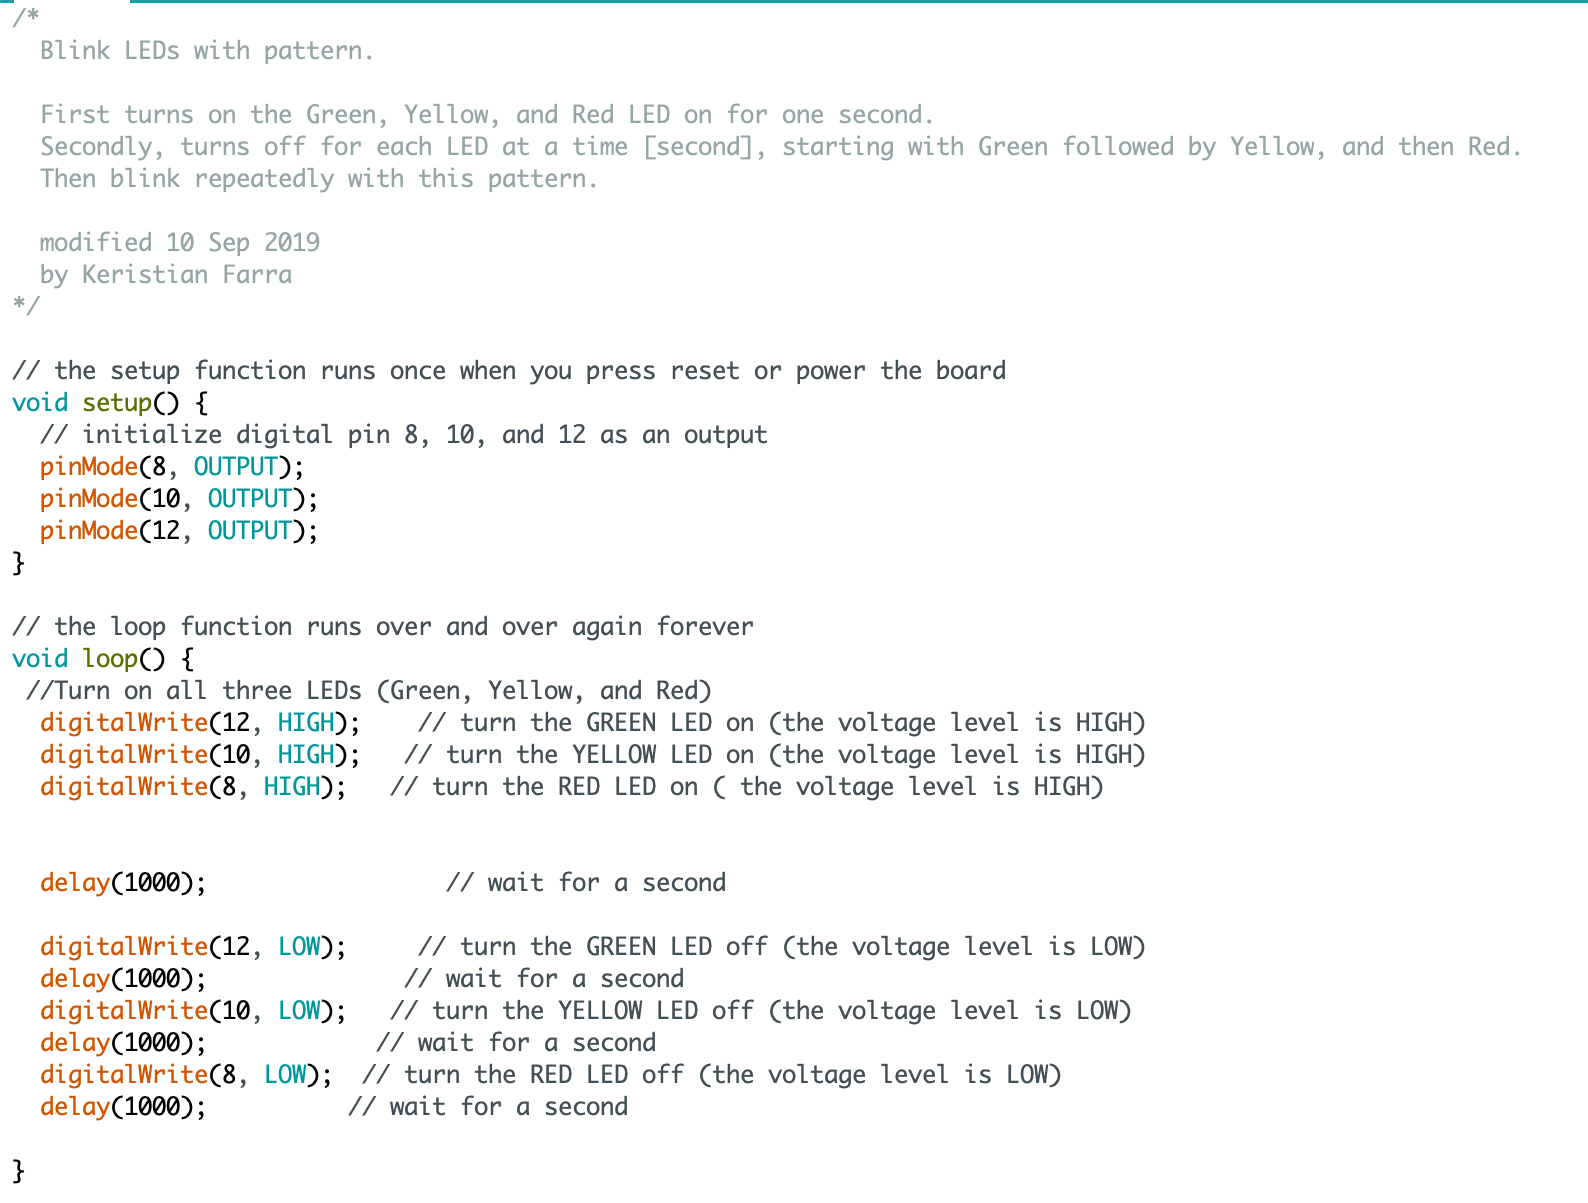 /*
  Blink LEDs with pattern.

  First turns on the Green, Yellow, and Red LED on for one second.
  Secondly, turns off for each LED at a time [second], starting with Green followed by Yellow, and then Red.
  Then blink repeatedly with this pattern.

  modified 10 Sep 2019
  by Keristian Farra
*/

// the setup function runs once when you press reset or power the board
void setup() {
  // initialize digital pin 8, 10, and 12 as an output
  pinMode(8, OUTPUT);
  pinMode(10, OUTPUT);
  pinMode(12, OUTPUT);
}

// the loop function runs over and over again forever
void loop() {
 //Turn on all three LEDs (Green, Yellow, and Red)
  digitalWrite(12, HIGH);    // turn the GREEN LED on (the voltage level is HIGH)
  digitalWrite(10, HIGH);   // turn the YELLOW LED on (the voltage level is HIGH)
  digitalWrite(8, HIGH);   // turn the RED LED on ( the voltage level is HIGH)


  delay(1000);                 // wait for a second

  digitalWrite(12, LOW);     // turn the GREEN LED off (the voltage level is LOW)
  delay(1000);              // wait for a second
  digitalWrite(10, LOW);   // turn the YELLOW LED off (the voltage level is LOW)
  delay(1000);            // wait for a second
  digitalWrite(8, LOW);  // turn the RED LED off (the voltage level is LOW)
  delay(1000);          // wait for a second

}